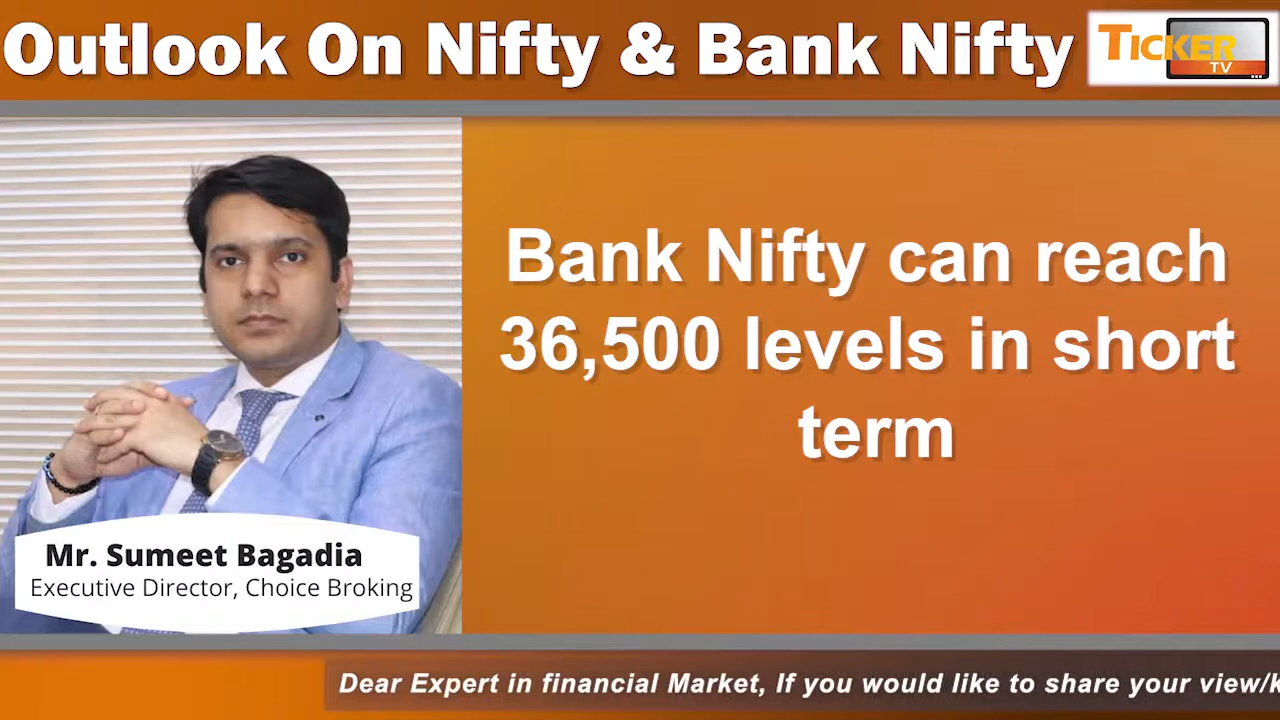 Outlook On Nifty & Bank Nifty
TICKER
TV
Bank Nifty can reach
36,500 levels in short
term
Mr. Sumeet Bagadia
Executive Director, Choice Broking
Dear Expert in financial Market, If you would like to share your view/